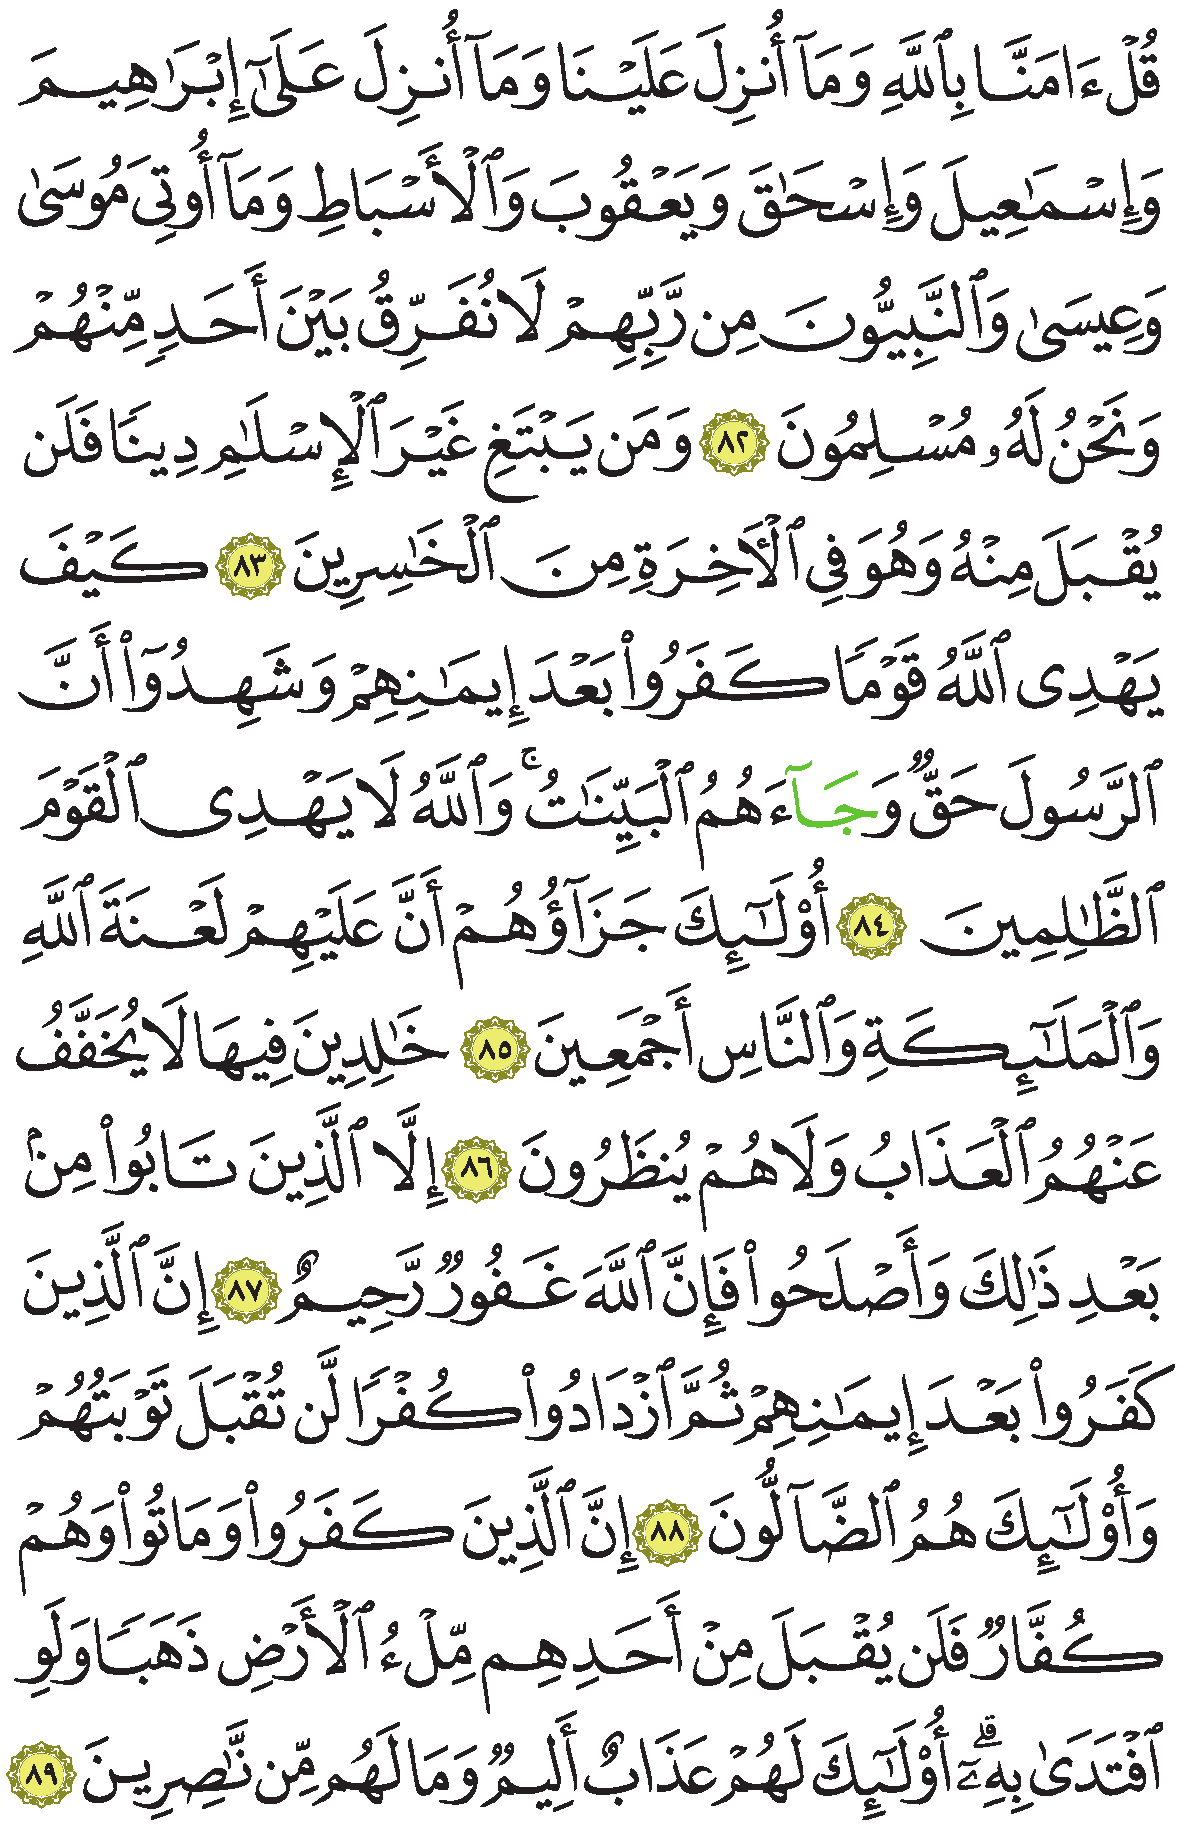 قُلۡ ءَامَنَّا بِٱللَّهِ وَمَآ أُنزِلَ عَلَيۡنَا وَمَآ أُنزِلَ عَلَىٰٓ إِبۡرَٰهِيمَ
وَإِسۡمَٰعِيلَ وَإِسۡحَٰقَ وَيَعۡقُوبَ وَٱلۡأَسۡبَاطِ وَمَآ أُوتِيَ مُوسَىٰ
وَعِيسَىٰ وَٱلنَّبِيُّونَ مِن رَّبِّهِمۡ لَا نُفَرِّقُ بَيۡنَ أَحَدٖ مِّنۡهُمۡ
وَنَحۡنُ لَهُۥ مُسۡلِمُونَ ٨٢ وَمَن يَبۡتَغِ غَيۡرَ ٱلۡإِسۡلَٰمِ دِينٗا فَلَن
يُقۡبَلَ مِنۡهُ وَهُوَ فِي ٱلۡأٓخِرَةِ مِنَ ٱلۡخَٰسِرِينَ ٨٣ كَيۡفَ
يَهۡدِي ٱللَّهُ قَوۡمٗا كَفَرُواْ بَعۡدَ إِيمَٰنِهِمۡ وَشَهِدُوٓاْ أَنَّ
ٱلرَّسُولَ حَقّٞ وَجَآءَهُمُ ٱلۡبَيِّنَٰتُۚ وَٱللَّهُ لَا يَهۡدِي ٱلۡقَوۡمَ
ٱلظَّٰلِمِينَ ٨٤ أُوْلَٰٓئِكَ جَزَآؤُهُمۡ أَنَّ عَلَيۡهِمۡ لَعۡنَةَ ٱللَّهِ
وَٱلۡمَلَٰٓئِكَةِ وَٱلنَّاسِ أَجۡمَعِينَ ٨٥ خَٰلِدِينَ فِيهَا لَا يُخَفَّفُ
عَنۡهُمُ ٱلۡعَذَابُ وَلَا هُمۡ يُنظَرُونَ ٨٦ إِلَّا ٱلَّذِينَ تَابُواْ مِنۢ
بَعۡدِ ذَٰلِكَ وَأَصۡلَحُواْ فَإِنَّ ٱللَّهَ غَفُورٞ رَّحِيمٌ ٨٧ إِنَّ ٱلَّذِينَ
كَفَرُواْ بَعۡدَ إِيمَٰنِهِمۡ ثُمَّ ٱزۡدَادُواْ كُفۡرٗا لَّن تُقۡبَلَ تَوۡبَتُهُمۡ
وَأُوْلَٰٓئِكَ هُمُ ٱلضَّآلُّونَ ٨٨ إِنَّ ٱلَّذِينَ كَفَرُواْ وَمَاتُواْ وَهُمۡ
كُفَّارٞ فَلَن يُقۡبَلَ مِنۡ أَحَدِهِم مِّلۡءُ ٱلۡأَرۡضِ ذَهَبٗا وَلَوِ
ٱفۡتَدَىٰ بِهِۦٓۗ أُوْلَٰٓئِكَ لَهُمۡ عَذَابٌ أَلِيمٞ وَمَا لَهُم مِّن نَّٰصِرِينَ ٨٩